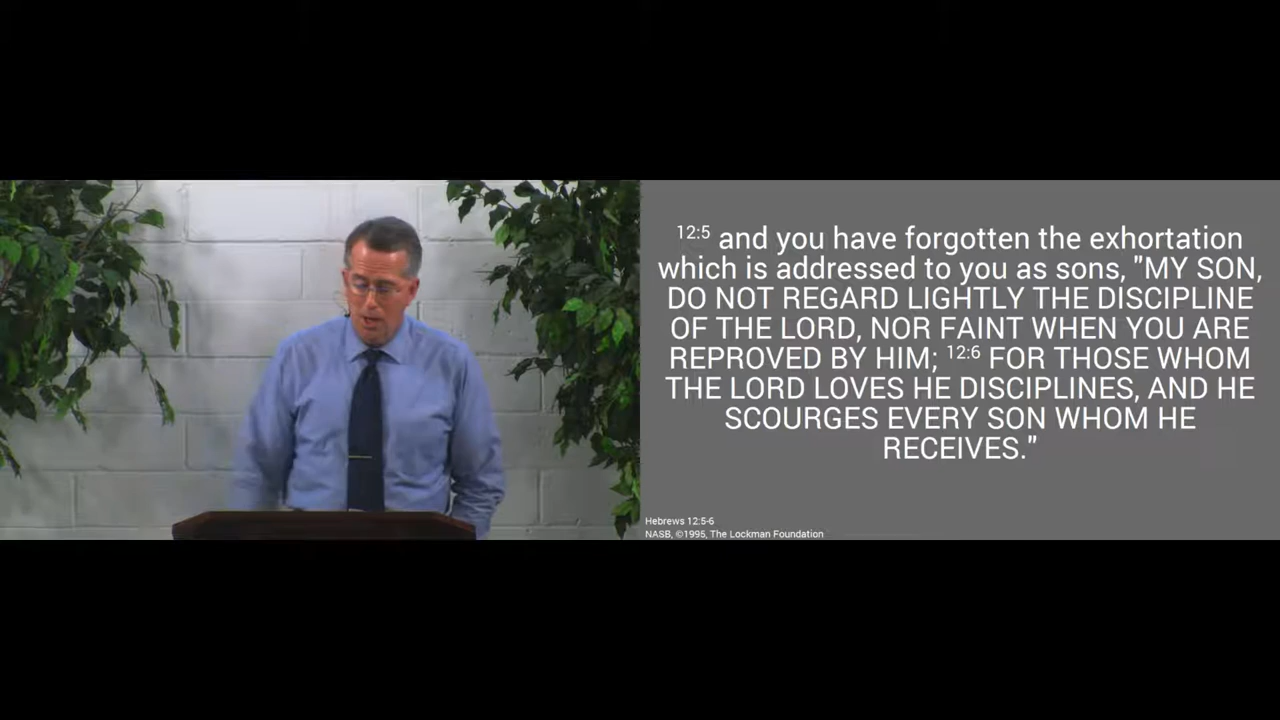 12:5 and you have forgotten the exhortation
which is addressed to you as sons, "MY SON,
DO NOT REGARD LIGHTLY THE DISCIPLINE
OF THE LORD, NOR FAINT WHEN YOU ARE
REPROVED BY HIM; 12:6 FOR THOSE WHOM
THE LORD LOVES HE DISCIPLINES, AND HE
SCOURGES EVERY SON WHOM HE
RECEIVES."
Hebrews 12:5-6
NASB, ©1995, The Lockman Foundation